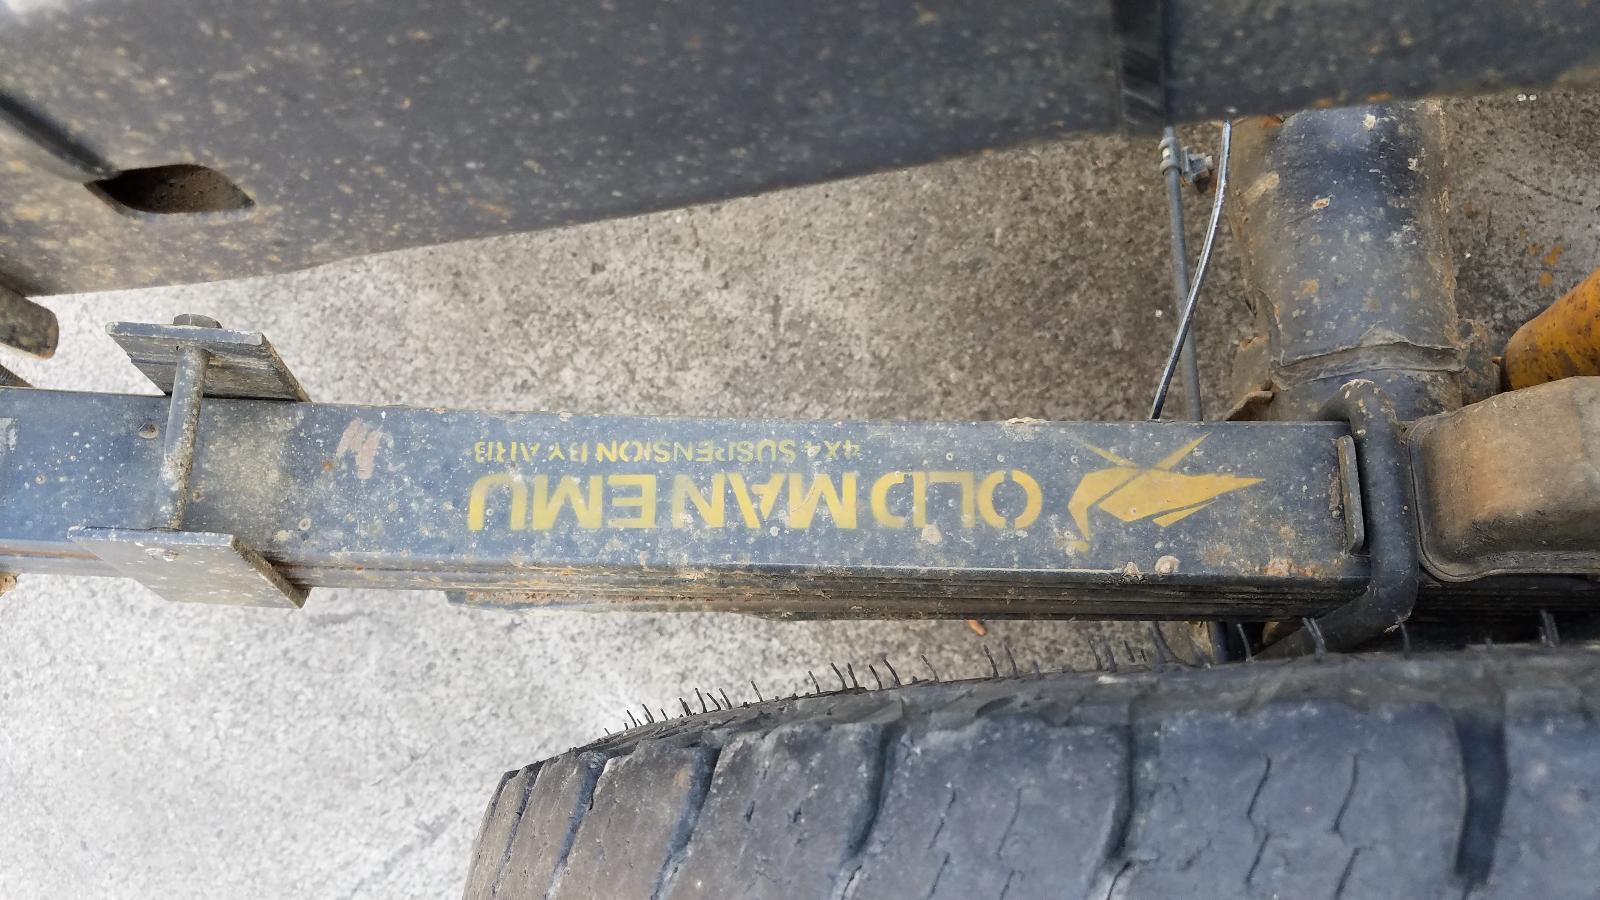 OLD MAN EMU
4X4 SUSPENSION BY ARB